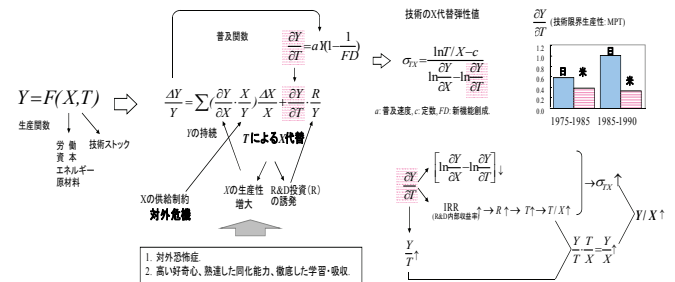 技術のX代替弾性値
普及関数
∂Y/∂T = aY(1 − 1/FD)
σTX = (lnT/X−c)/(ln ∂Y/∂X − ln ∂Y/∂T)
a: 普及速度, c: 定数, FD: 新機能創成.
∂Y/∂T (技術限界生産性: MPT)
1.2
1.0
0.8
0.6
0.4
0.2
0.0
日 米 日 米
1975-1985 1985-1990
Y=F(X,T)
生産関数
労 働
資 本
エネルギー
原材料
技術ストック
ΔY/Y = ∑(∂Y/∂X · X/Y) ΔX/X + ∂Y/∂T · R/Y
Yの持続
TによるX代替
Xの供給制約
対外危機
Xの生産性
増大
R&D投資(R)
の誘発
1. 対外恐怖症.
2. 高い好奇心、熟達した同化能力、徹底した学習・吸収.
∂Y/∂T
[ln ∂Y/∂X − ln ∂Y/∂T]↓
→σTX↑
IRR ↑→ R ↑→ T↑→ T / X↑
(R&D内部収益率)
Y/X↑
Y/T↑
Y/T · T/X = Y/X↑